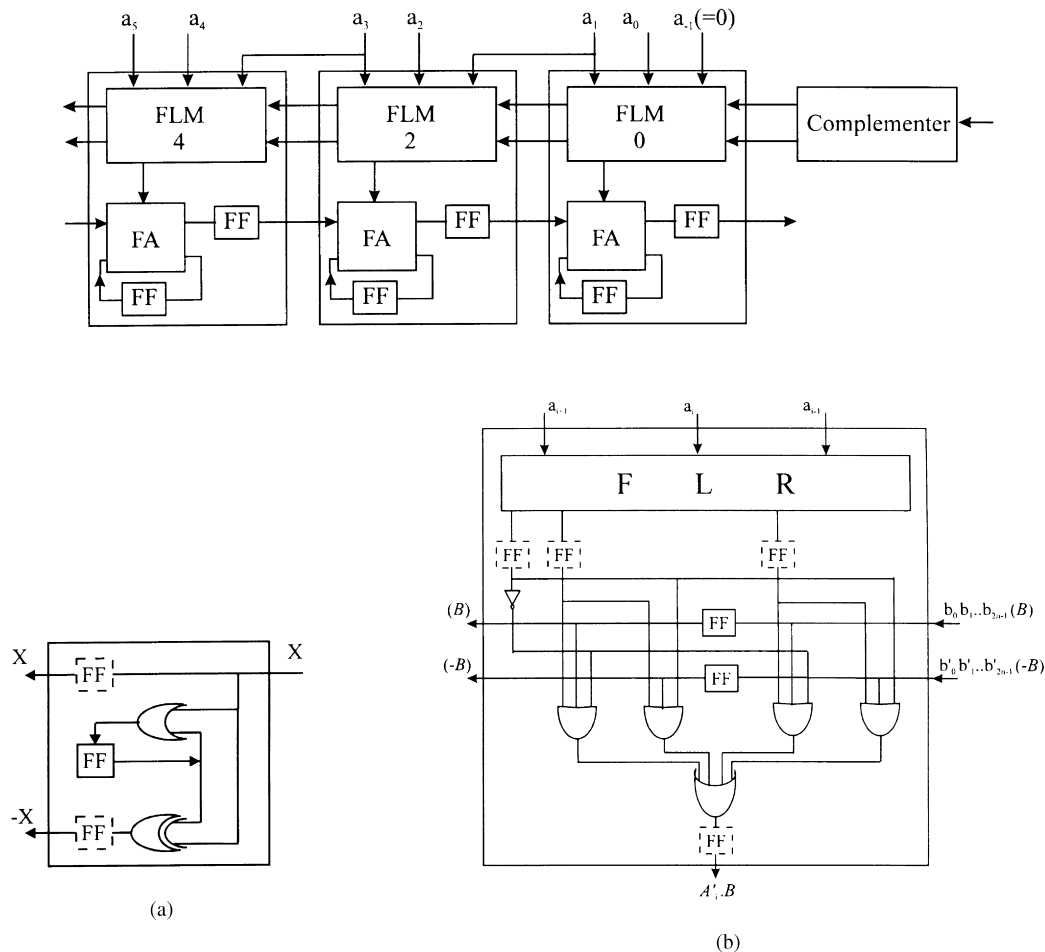 a₅ a₄ a₃ a₂ a₁ a₀ a₋₁(=0)
FLM 4
FLM 2
FLM 0
Complementer
FA FF
FA FF
FA FF
FF
FF
FF
aᵢ₋₁ aᵢ aᵢ₋₁
F L R
FF FF FF
(B) FF b₀b₁..b₂ₙ₋₁(B)
(-B) FF b'₀b'₁..b'₂ₙ₋₁(-B)
FF
A'ᵢ.B
X FF X
FF
-X FF
(a)
(b)